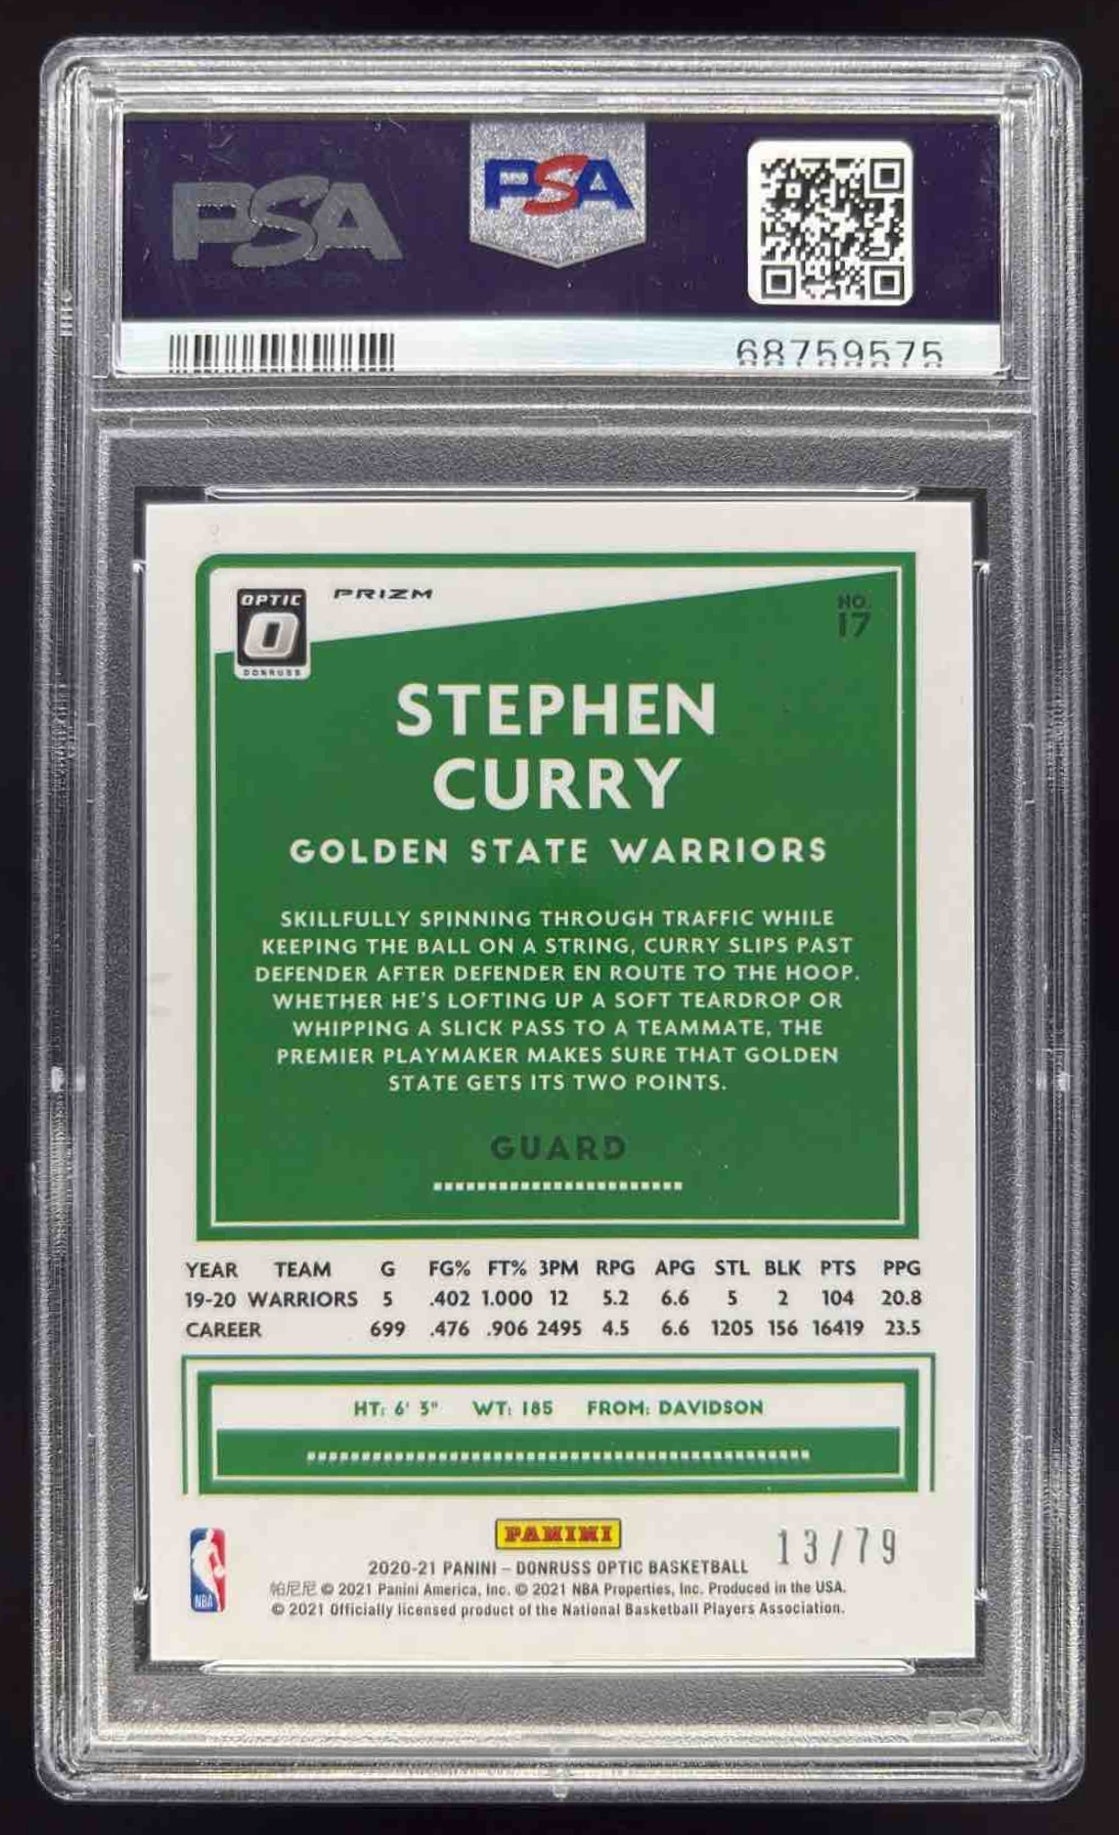 PSA
PSA
68759575
OPTIC
DONRUSS
PRIZM
NO.
17
STEPHEN
CURRY
GOLDEN STATE WARRIORS
SKILLFULLY SPINNING THROUGH TRAFFIC WHILE
KEEPING THE BALL ON A STRING, CURRY SLIPS PAST
DEFENDER AFTER DEFENDER EN ROUTE TO THE HOOP.
WHETHER HE'S LOFTING UP A SOFT TEARDROP OR
WHIPPING A SLICK PASS TO A TEAMMATE, THE
PREMIER PLAYMAKER MAKES SURE THAT GOLDEN
STATE GETS ITS TWO POINTS.
GUARD
YEAR TEAM G FG% FT% 3PM RPG APG STL BLK PTS PPG
19-20 WARRIORS 5 .402 1.000 12 5.2 6.6 5 2 104 20.8
CAREER 699 .476 .906 2495 4.5 6.6 1205 156 16419 23.5
HT: 6' 3" WT: 185 FROM: DAVIDSON
PANINI
13/79
2020-21 PANINI – DONRUSS OPTIC BASKETBALL
帕尼尼 © 2021 Panini America, Inc. © 2021 NBA Properties, Inc. Produced in the USA.
© 2021 Officially licensed product of the National Basketball Players Association.
NBA
PSA